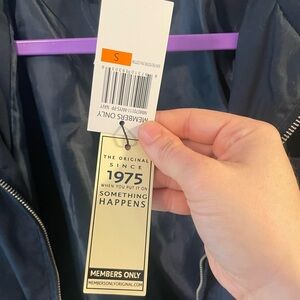 S
MEMBERS ONLY
THE ORIGINAL
SINCE
1975
WHEN YOU PUT IT ON
SOMETHING
HAPPENS
MEMBERS ONLY
MEMBERSONLYORIGINAL.COM